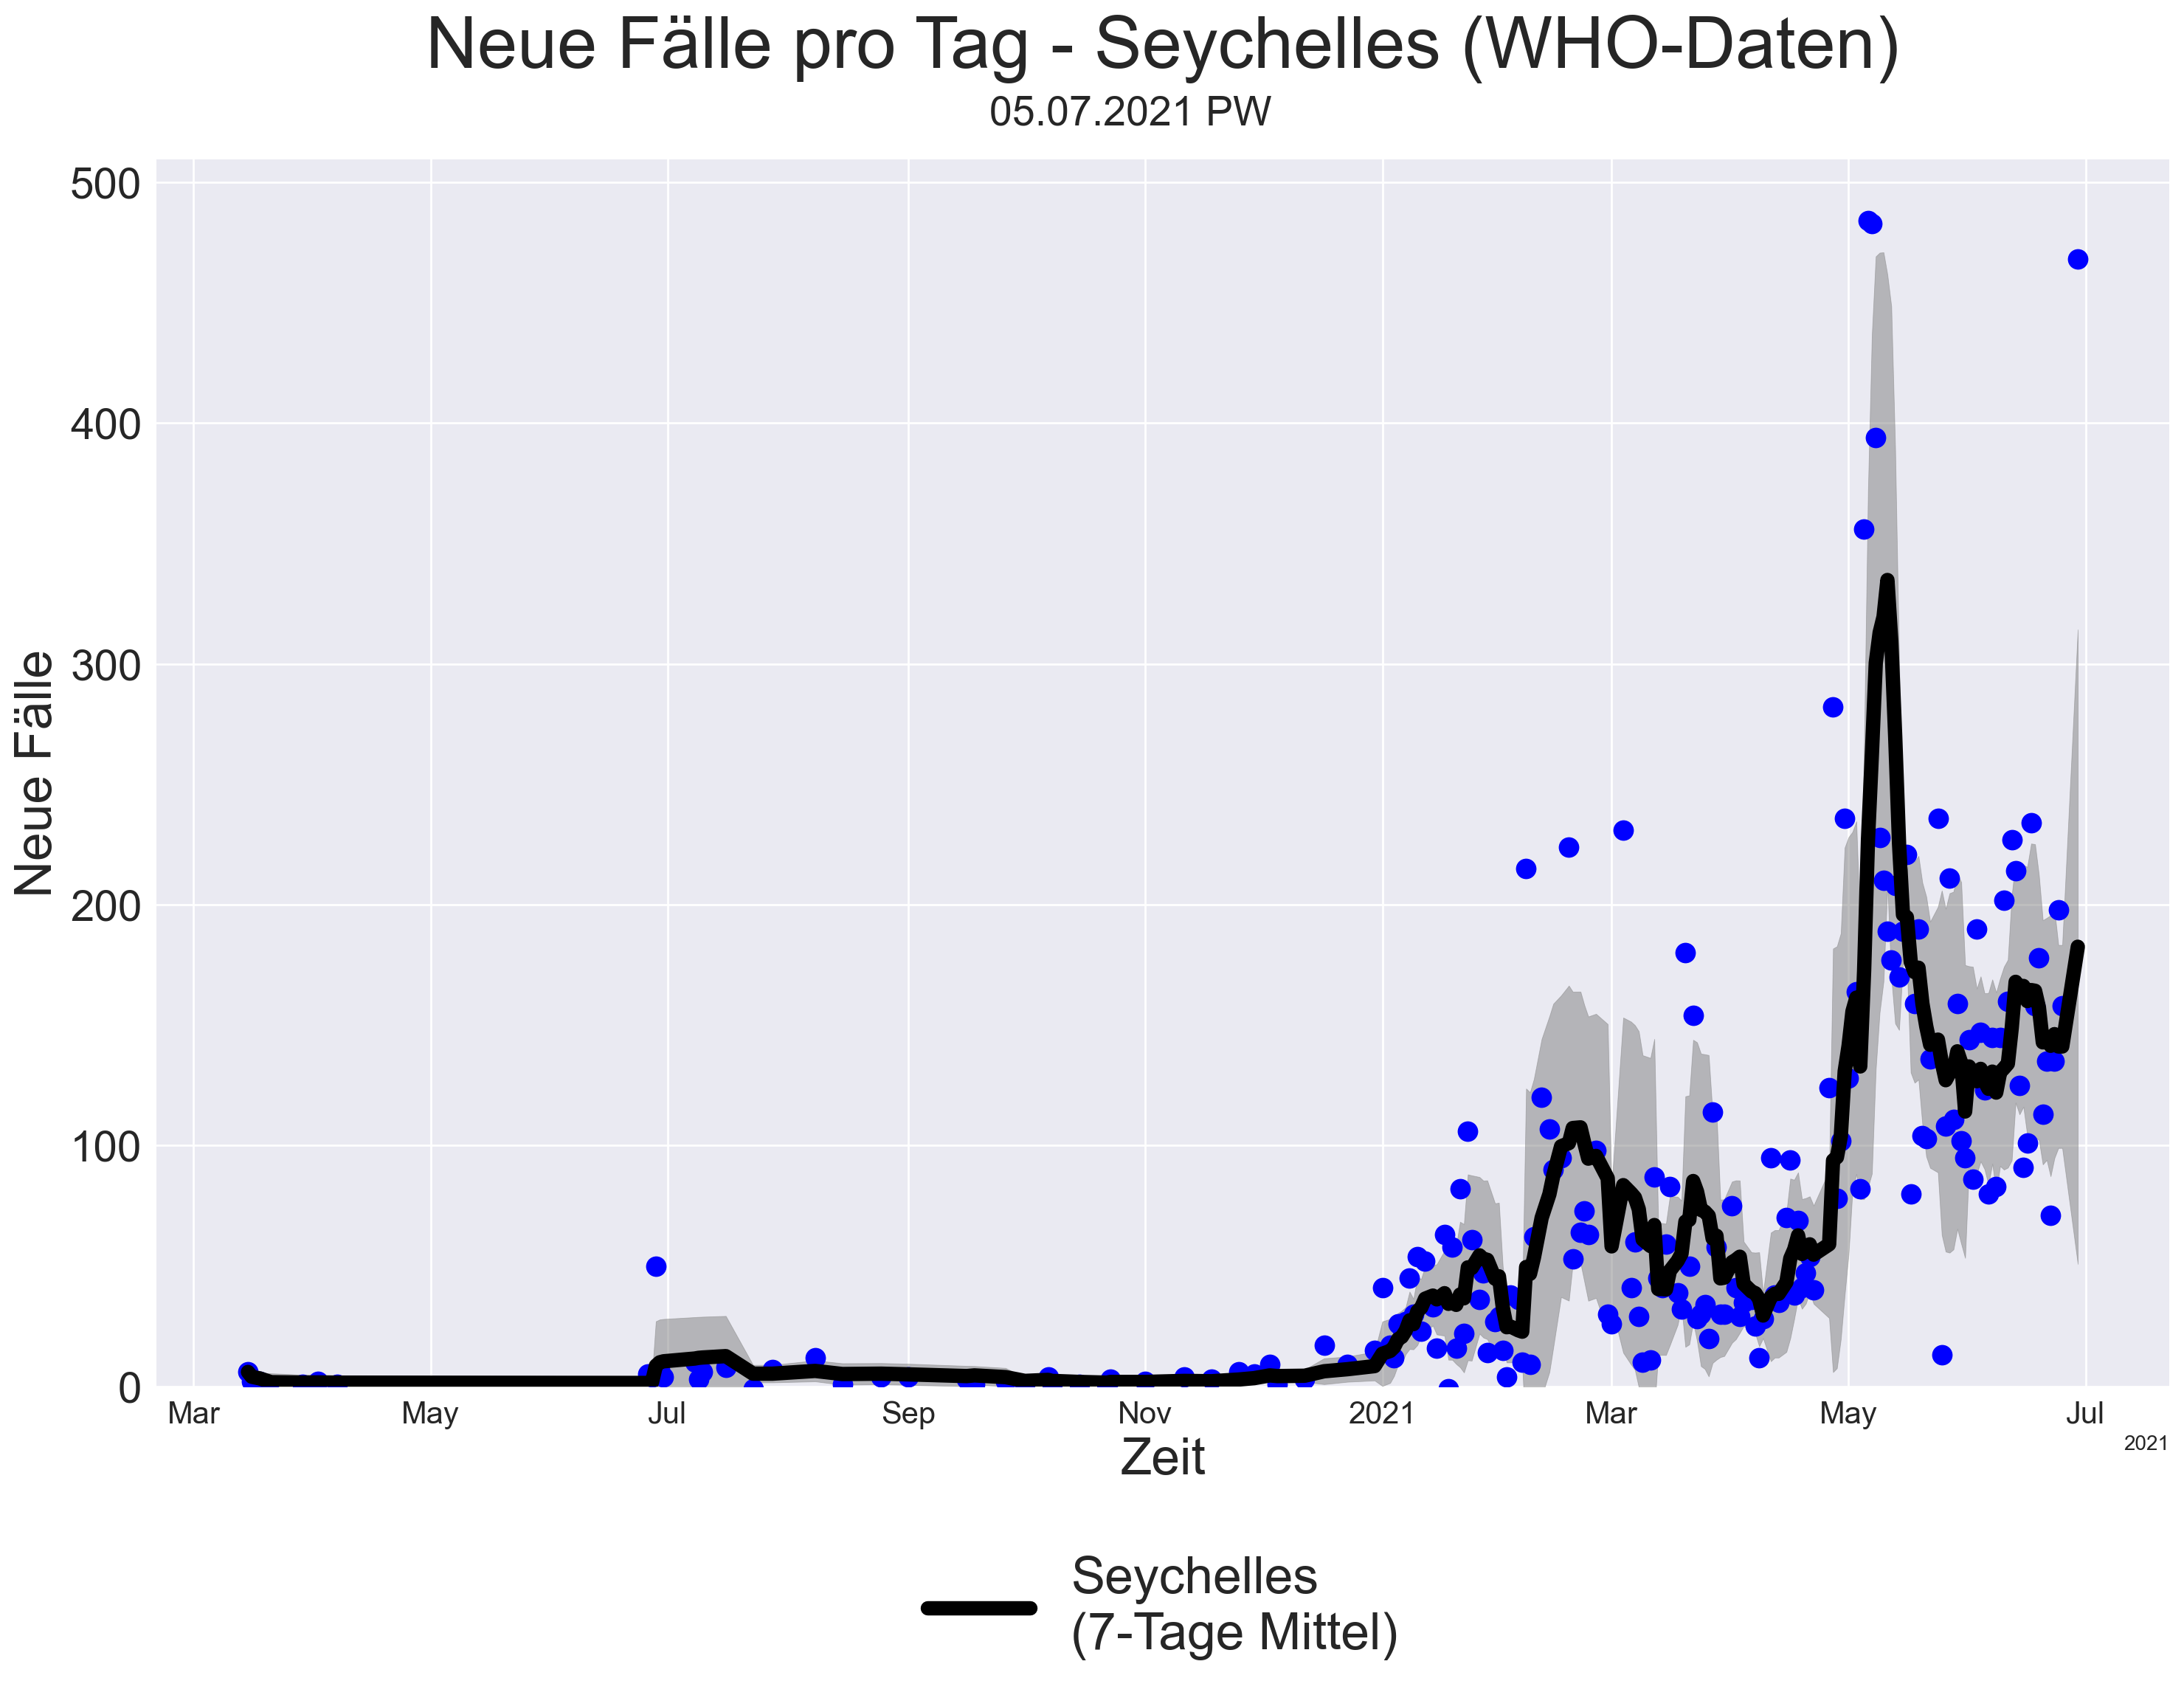 Neue Fälle pro Tag - Seychelles (WHO-Daten)
05.07.2021 PW
500
400
300
200
100
0
Neue Fälle
Mar May Jul Sep Nov 2021 Mar May Jul
2021
Zeit
Seychelles
(7-Tage Mittel)